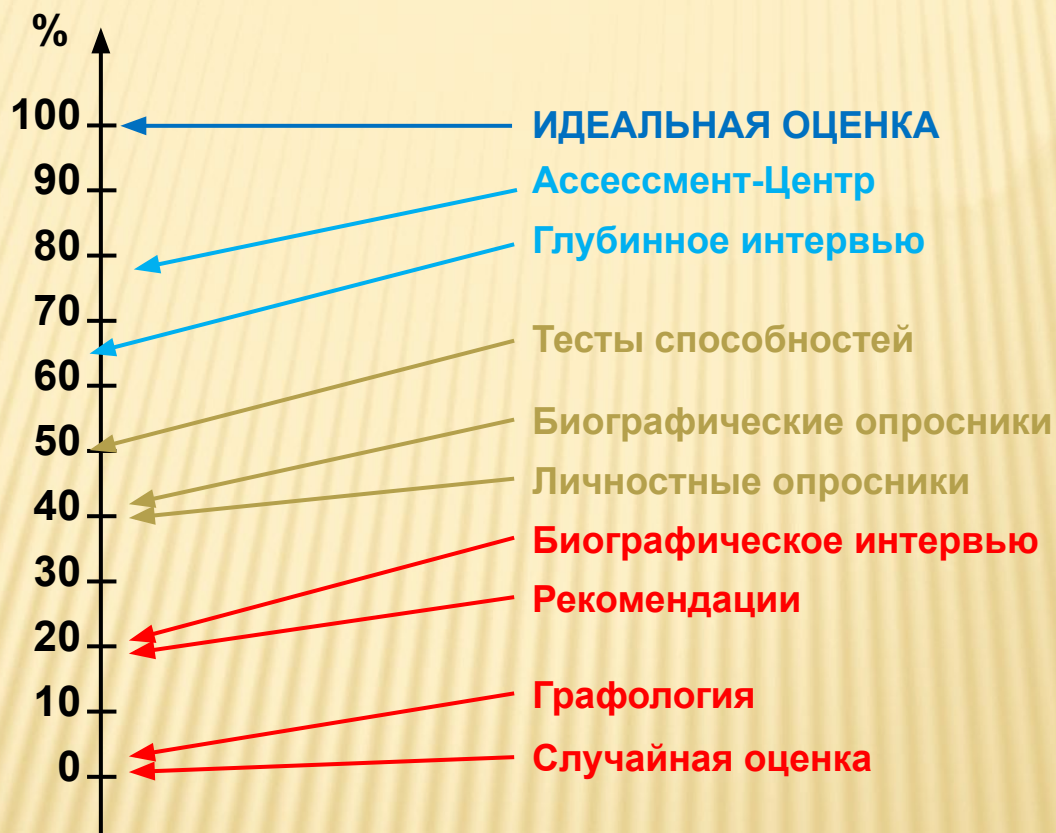 %
100
ИДЕАЛЬНАЯ ОЦЕНКА
90
Ассессмент-Центр
80
Глубинное интервью
70
Тесты способностей
60
50
Биографические опросники
40
Личностные опросники
Биографическое интервью
30
Рекомендации
20
10
Графология
0
Случайная оценка